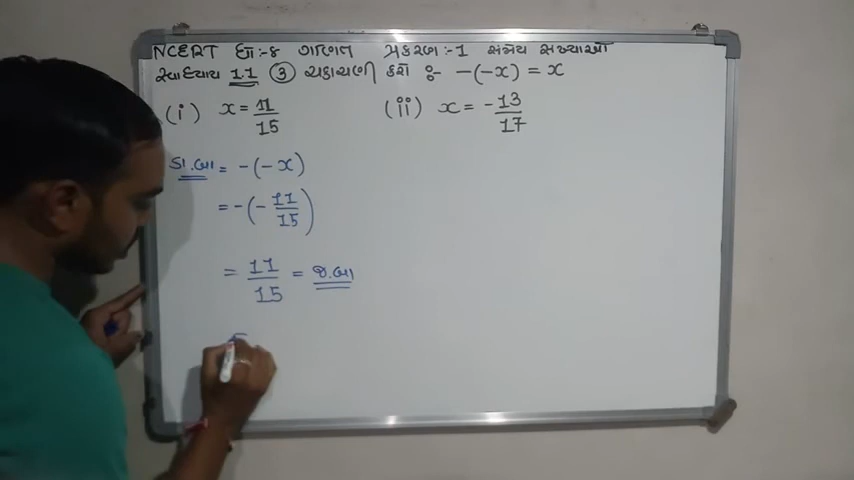 NCERT ધો:-૮ ગણિત પ્રકરણ:-1 સંમેય સંખ્યાઓ
સ્વાધ્યાય 1.1 ③ ચકાસણી કરો :- -(-x) = x
(i) x = 11/15 (ii) x = -13/17
ડા.બા = -(-x)
= -(-11/15)
= 11/15 = જ.બા